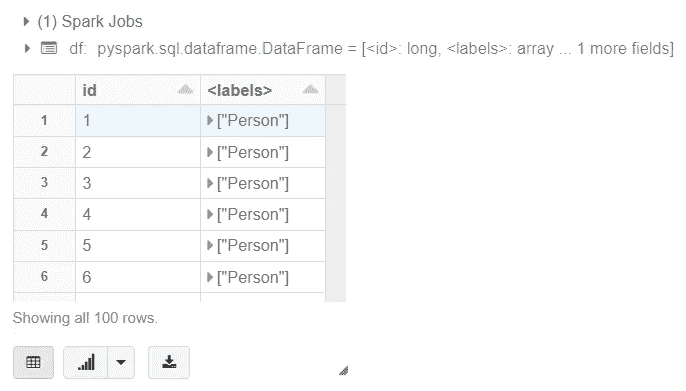 (1) Spark Jobs
df: pyspark.sql.dataframe.DataFrame = [<id>: long, <labels>: array ... 1 more fields]
id <labels>
1 1 ["Person"]
2 2 ["Person"]
3 3 ["Person"]
4 4 ["Person"]
5 5 ["Person"]
6 6 ["Person"]
Showing all 100 rows.